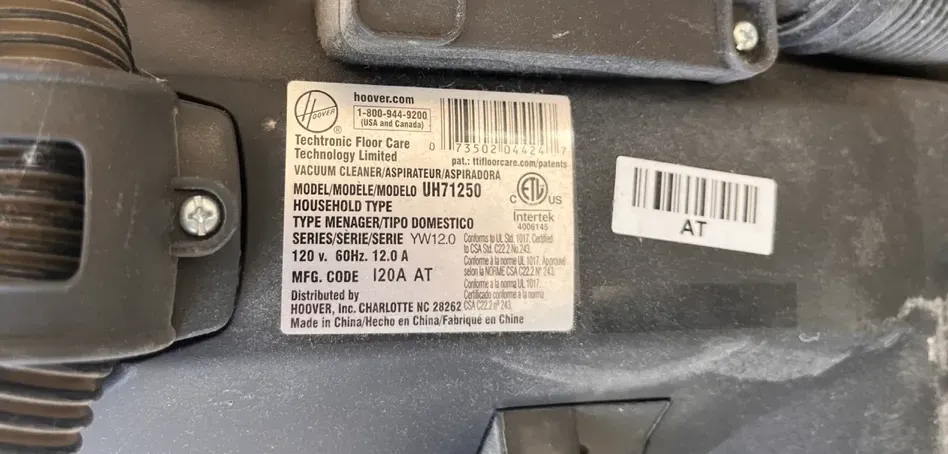 HOOVER
®
hoover.com
1-800-944-9200
(USA and Canada)
0 73502 04424 7
Techtronic Floor Care
Technology Limited
pat.: ttifloorcare.com/patents
VACUUM CLEANER/ASPIRATEUR/ASPIRADORA
MODEL/MODÈLE/MODELO UH71250
HOUSEHOLD TYPE
TYPE MENAGER/TIPO DOMESTICO
SERIES/SÈRIE/SERIE YW12.0
120 v. 60Hz. 12.0 A
MFG. CODE I20A AT
C ETL US
Intertek
4006145
Conforms to UL Std. 1017. Certified
to CSA Std. C22.2 No.243.
Conforme à la norme UL 1017. Approuvé
selon la NORME CSA C22.2 N° 243.
Conforme a la norma UL 1017.
Certificado conforme a la norma
CSA C22.2 nº 243.
Distributed by
HOOVER, Inc. CHARLOTTE NC 28262
Made in China/Hecho en China/Fabriqué en Chine
AT